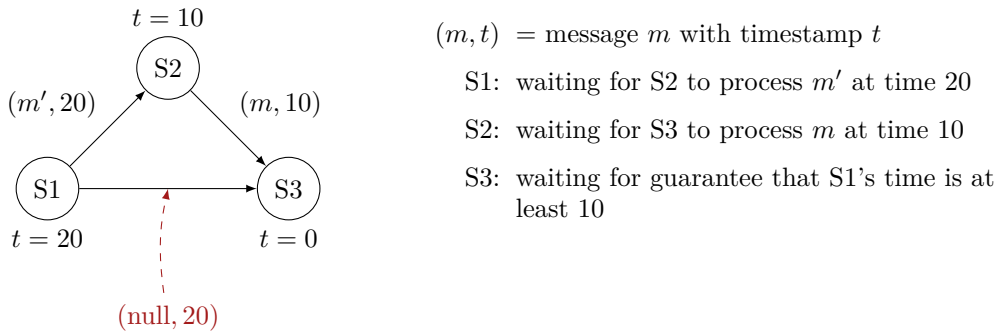 t = 10
S2
(m′, 20)
(m, 10)
S1
S3
t = 20
t = 0
(null, 20)
(m, t) = message m with timestamp t
S1: waiting for S2 to process m′ at time 20
S2: waiting for S3 to process m at time 10
S3: waiting for guarantee that S1's time is at
least 10